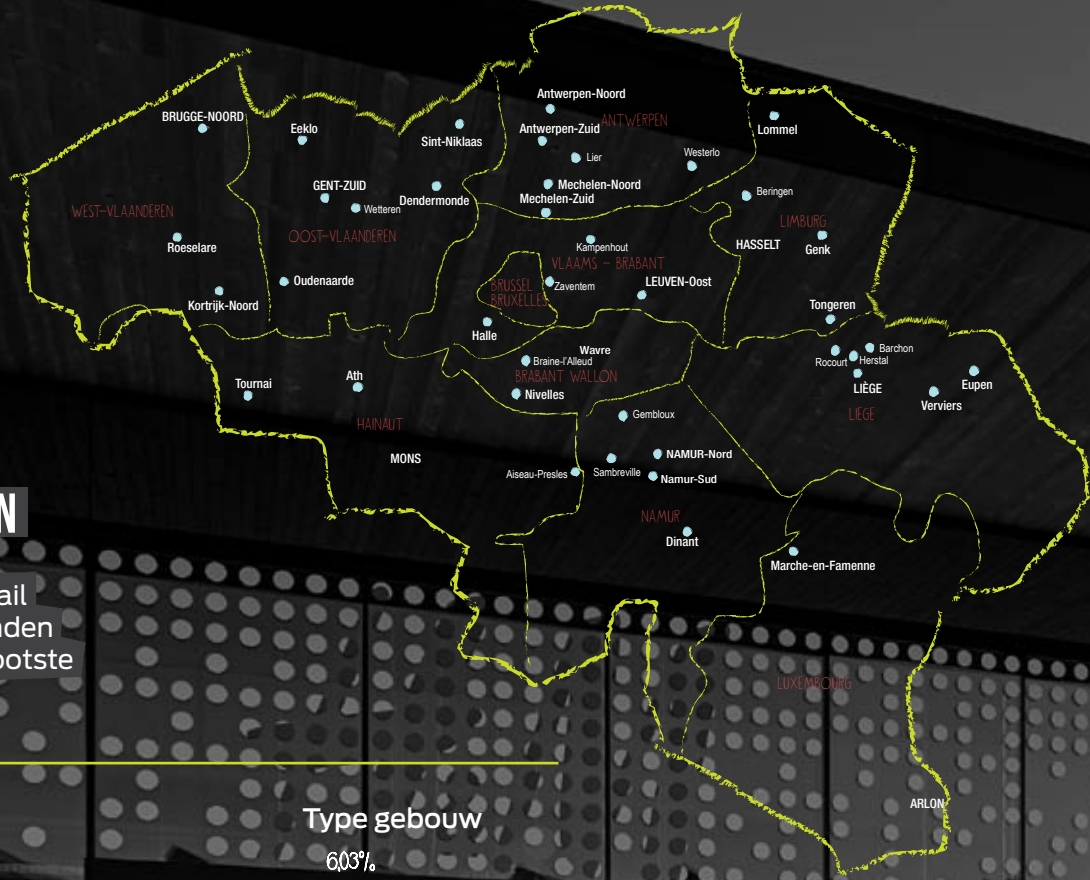 Antwerpen-Noord
ANTWERPEN
BRUGGE-NOORD
Eeklo
Sint-Niklaas
Antwerpen-Zuid
Lommel
Lier
Westerlo
GENT-ZUID
Wetteren
Dendermonde
Mechelen-Noord
Mechelen-Zuid
Beringen
WEST-VLAANDEREN
OOST-VLAANDEREN
LIMBURG
Roeselare
Kampenhout
HASSELT
Genk
VLAAMS - BRABANT
Oudenaarde
BRUSSEL
BRUXELLES
Zaventem
LEUVEN-Oost
Kortrijk-Noord
Tongeren
Halle
Wavre
Braine-l'Alleud
BRABANT WALLON
Rocourt
Herstal
Barchon
Tournai
Ath
Nivelles
LIÈGE
Verviers
Eupen
HAINAUT
Gembloux
LIEGE
MONS
NAMUR-Nord
Aiseau-Presles
Sambreville
Namur-Sud
NAMUR
Dinant
Marche-en-Famenne
LUXEMBOURG
ARLON
N
ail
nden
ootste
Type gebouw
6,03%